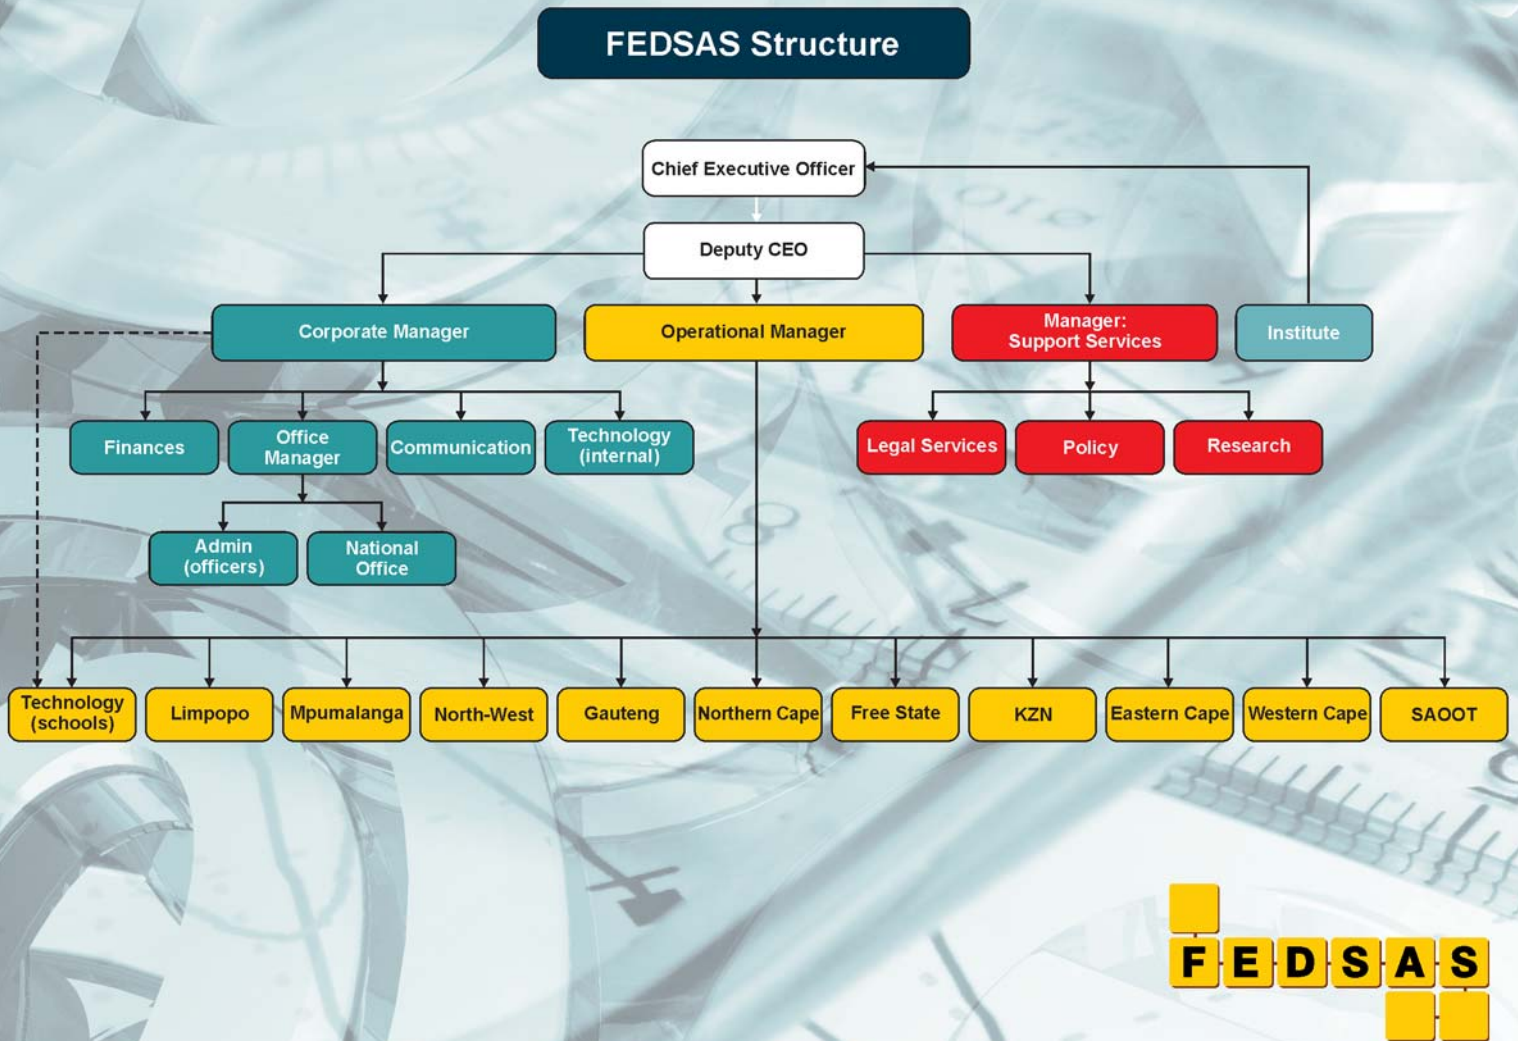 FEDSAS Structure
Chief Executive Officer
Deputy CEO
Corporate Manager
Operational Manager
Manager:
Support Services
Institute
Finances
Office
Manager
Communication
Technology
(internal)
Legal Services
Policy
Research
Admin
(officers)
National
Office
Technology
(schools)
Limpopo
Mpumalanga
North-West
Gauteng
Northern Cape
Free State
KZN
Eastern Cape
Western Cape
SAOOT
FEDSAS